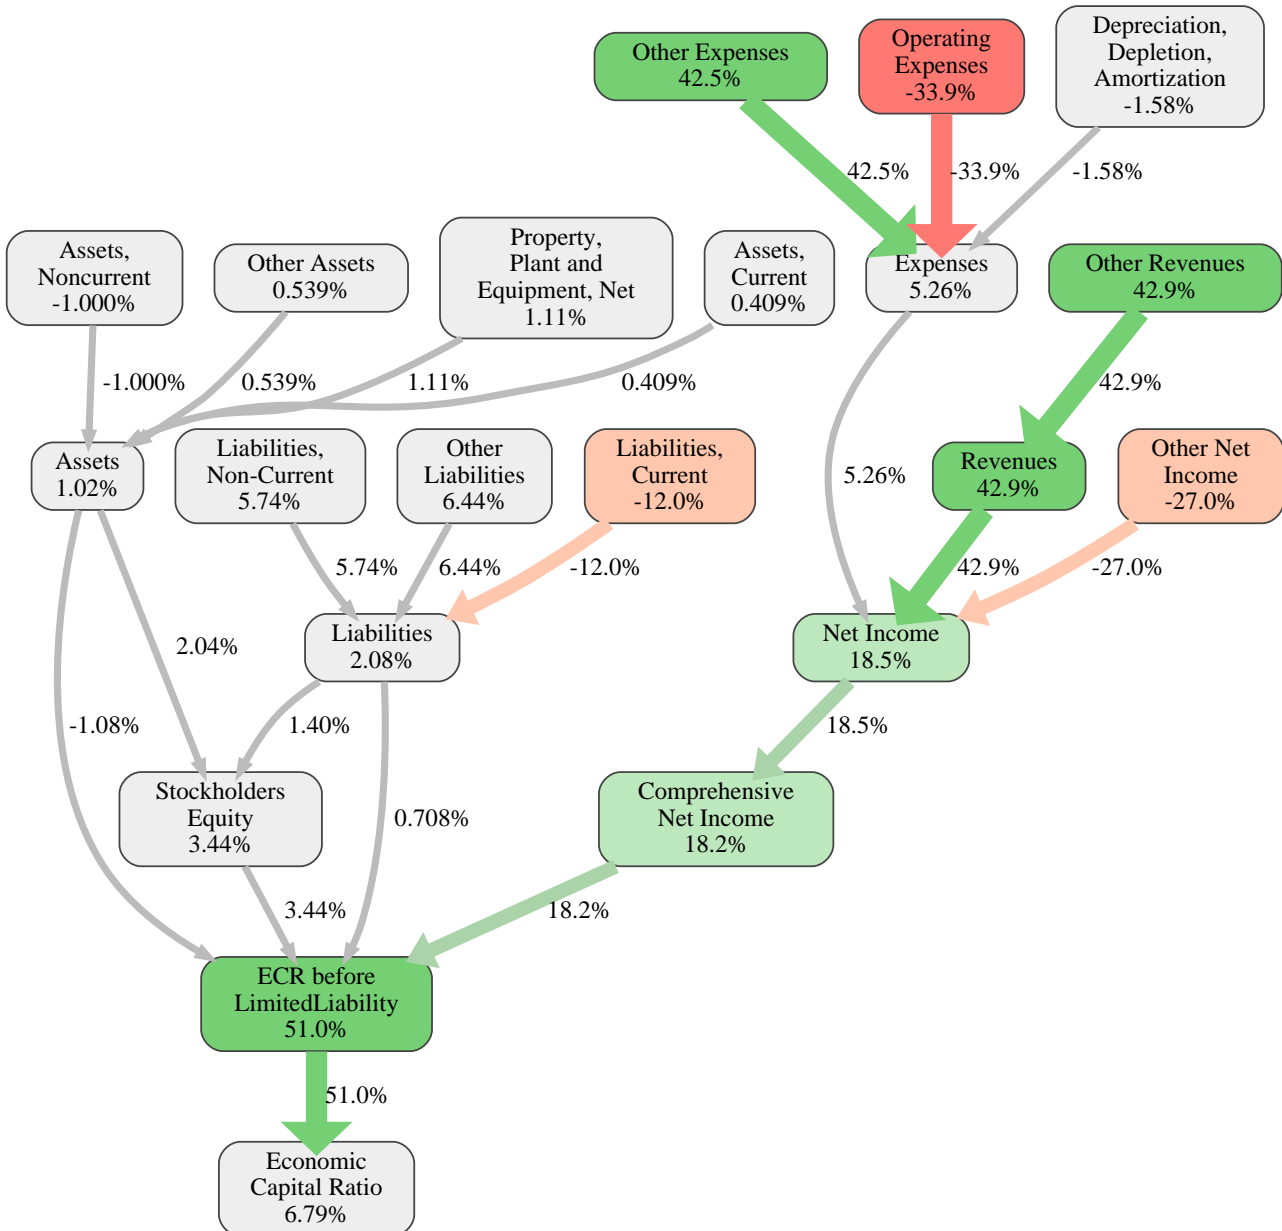 Other Expenses
42.5%
Operating
Expenses
-33.9%
Depreciation,
Depletion,
Amortization
-1.58%
42.5%
-33.9%
-1.58%
Assets,
Noncurrent
-1.000%
Other Assets
0.539%
Property,
Plant and
Equipment, Net
1.11%
Assets,
Current
0.409%
Expenses
5.26%
Other Revenues
42.9%
-1.000%
0.539%
1.11%
0.409%
42.9%
Assets
1.02%
Liabilities,
Non-Current
5.74%
Other
Liabilities
6.44%
Liabilities,
Current
-12.0%
5.26%
Revenues
42.9%
Other Net
Income
-27.0%
5.74%
6.44%
-12.0%
42.9%
-27.0%
2.04%
Liabilities
2.08%
Net Income
18.5%
-1.08%
1.40%
18.5%
Stockholders
Equity
3.44%
0.708%
Comprehensive
Net Income
18.2%
3.44%
18.2%
ECR before
LimitedLiability
51.0%
51.0%
Economic
Capital Ratio
6.79%